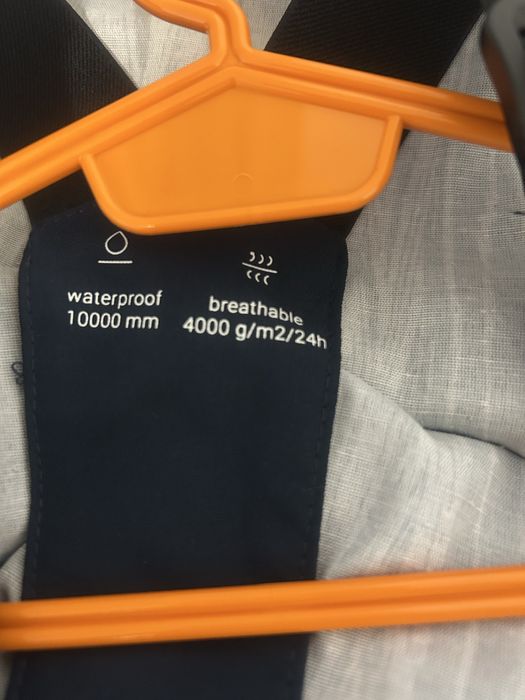 waterproof
10000 mm
breathable
4000 g/m2/24h